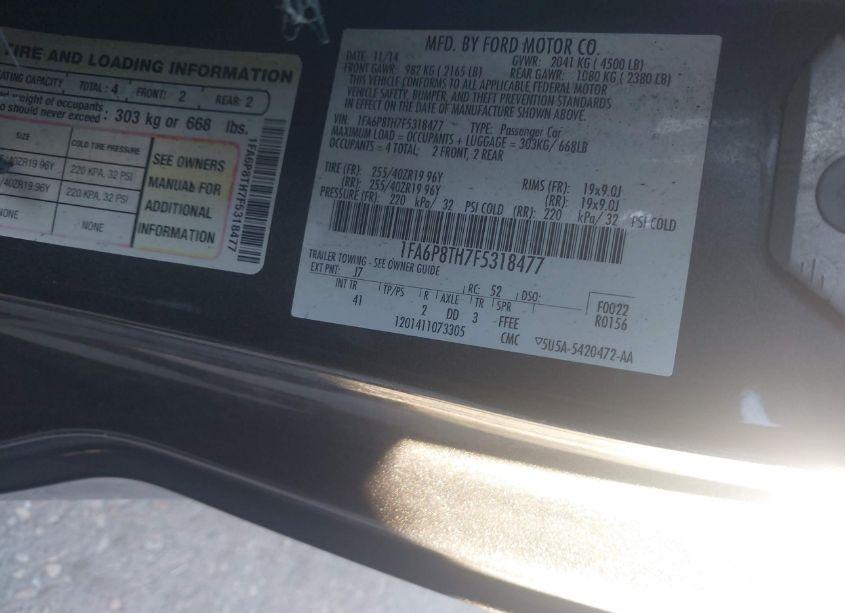 TIRE AND LOADING INFORMATION
SEATING CAPACITY TOTAL: 4 FRONT: 2 REAR: 2
weight of occupants
should never exceed: 303 kg or 668 lbs.
SIZE COLD TIRE PRESSURE
/40ZR19 96Y 220 KPA, 32 PSI
/40ZR19 96Y 220 KPA, 32 PSI
NONE NONE
SEE OWNERS
MANUAL FOR
ADDITIONAL
INFORMATION
1FA6P8TH7F5318477
MFD. BY FORD MOTOR CO.
DATE: 11/14 GVWR: 2041 KG ( 4500 LB)
FRONT GAWR: 982 KG ( 2165 LB) REAR GAWR: 1080 KG ( 2380 LB)
THIS VEHICLE CONFORMS TO ALL APPLICABLE FEDERAL MOTOR
VEHICLE SAFETY, BUMPER, AND THEFT PREVENTION STANDARDS
IN EFFECT ON THE DATE OF MANUFACTURE SHOWN ABOVE.
VIN: 1FA6P8TH7F5318477 TYPE: Passenger Car
MAXIMUM LOAD = OCCUPANTS + LUGGAGE = 303KG/ 668LB
OCCUPANTS = 4 TOTAL; 2 FRONT, 2 REAR
TIRE (FR): 255/40ZR19 96Y RIMS (FR): 19x9.0J
(RR): 255/40ZR19 96Y (RR): 19x9.0J
PRESSURE (FR): 220 kPa/ 32 PSI COLD (RR): 220 kPa/ 32 PSI COLD
1FA6P8TH7F5318477
TRAILER TOWING - SEE OWNER GUIDE
EXT PNT: J7 RC: 52 DSO:
INT TR TP/PS R AXLE TR SPR
41 2 DD 3 FFEE
1201411073305 CMC
F0022
R0156
▽5U5A-5420472-AA